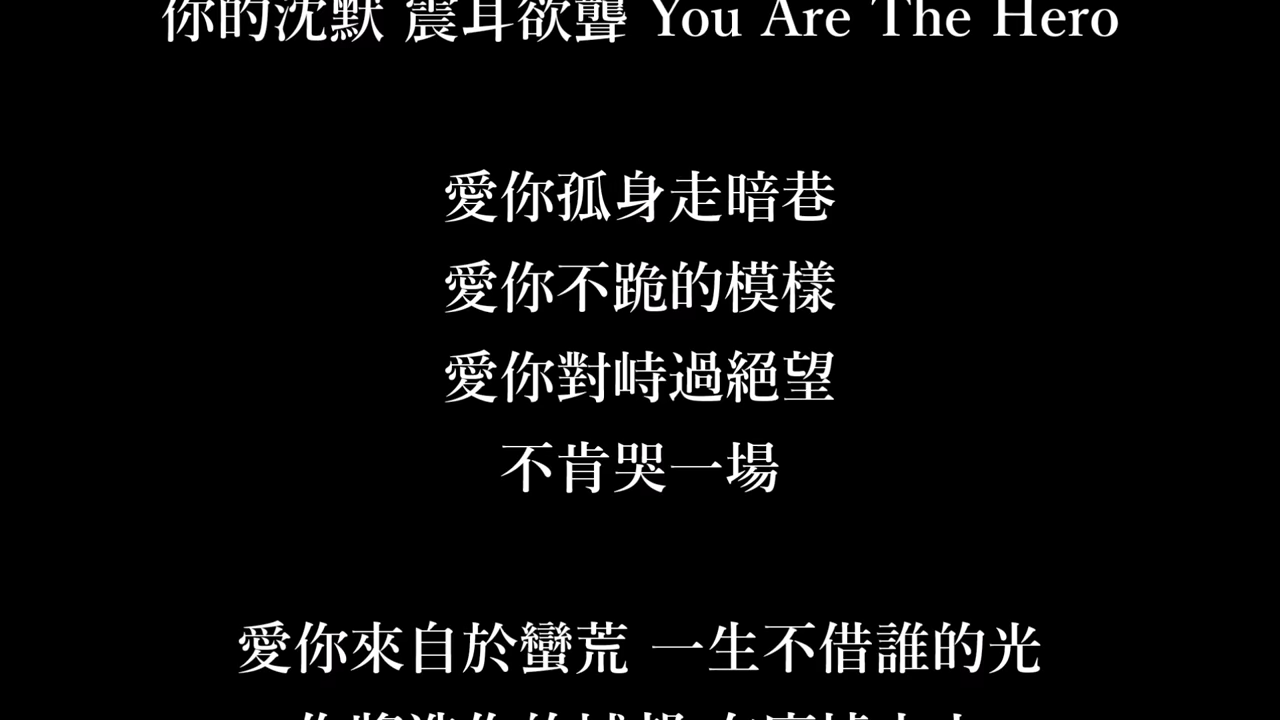 你的沈默 震耳欲聾 You Are The Hero
愛你孤身走暗巷
愛你不跪的模樣
愛你對峙過絕望
不肯哭一場
愛你來自於蠻荒 一生不借誰的光